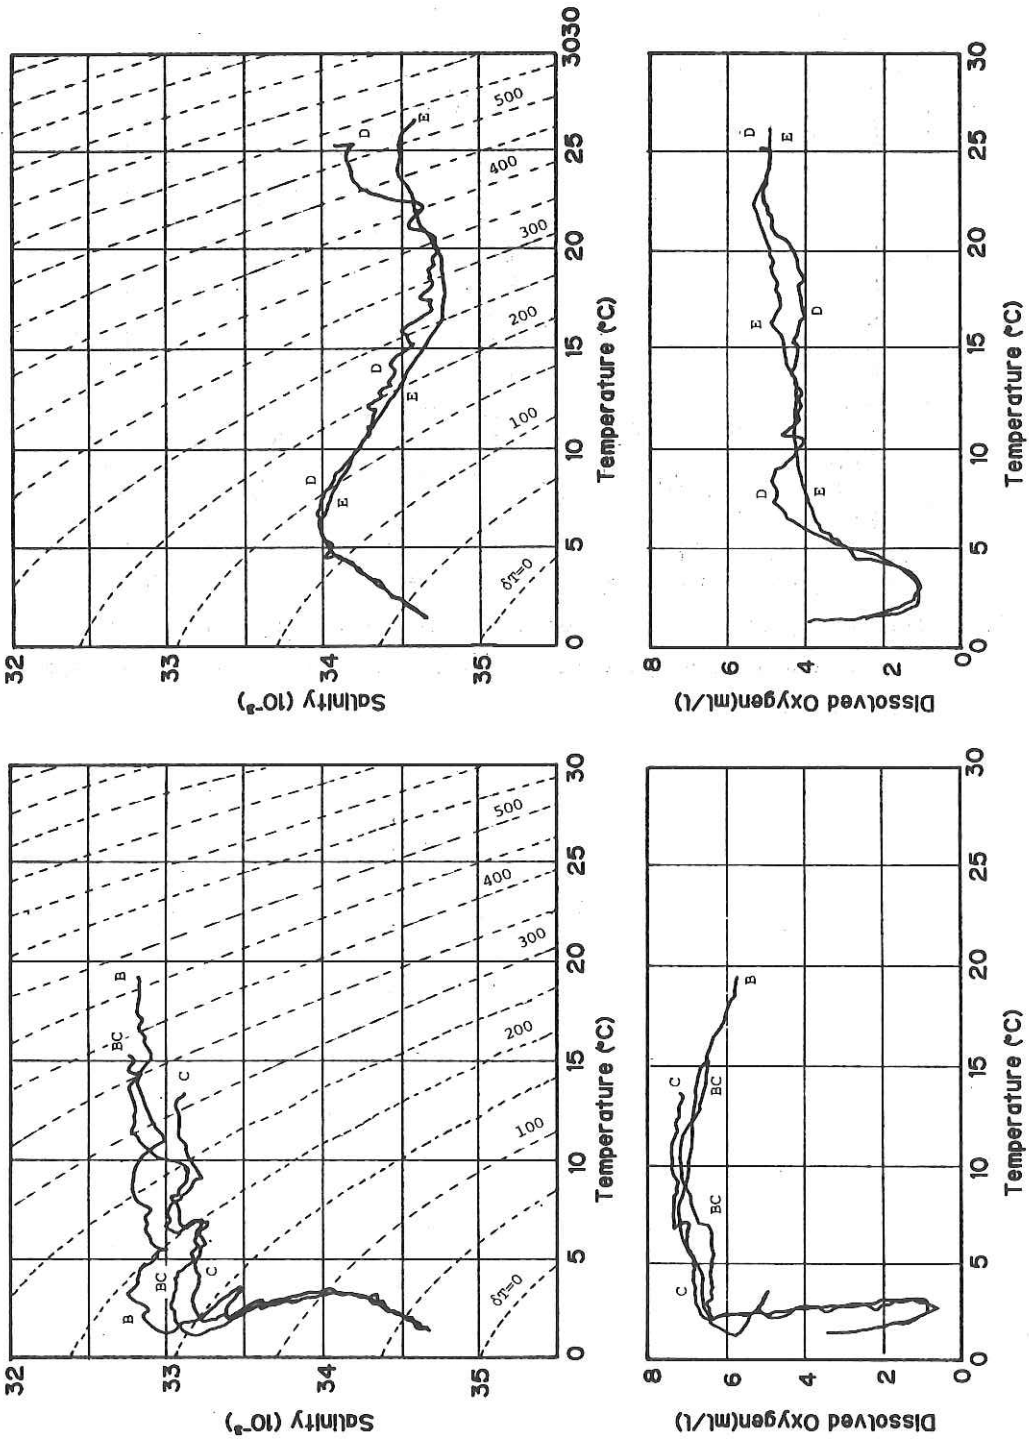 32
33
34
35
Salinity (10⁻³)
0
5
10
15
20
25
3030
Temperature (°C)
δT=0
100
200
300
400
500
D
E
D
E
D
E
8
6
4
2
0
Dissolved Oxygen(ml/l)
0
5
10
15
20
25
30
Temperature (°C)
D
E
E
D
D
E
32
33
34
35
Salinity (10⁻³)
0
5
10
15
20
25
30
Temperature (°C)
δT=0
100
200
300
400
500
B
BC
C
B
BC
C
8
6
4
2
0
Dissolved Oxygen(ml/l)
0
5
10
15
20
25
30
Temperature (°C)
C
BC
B
C
BC